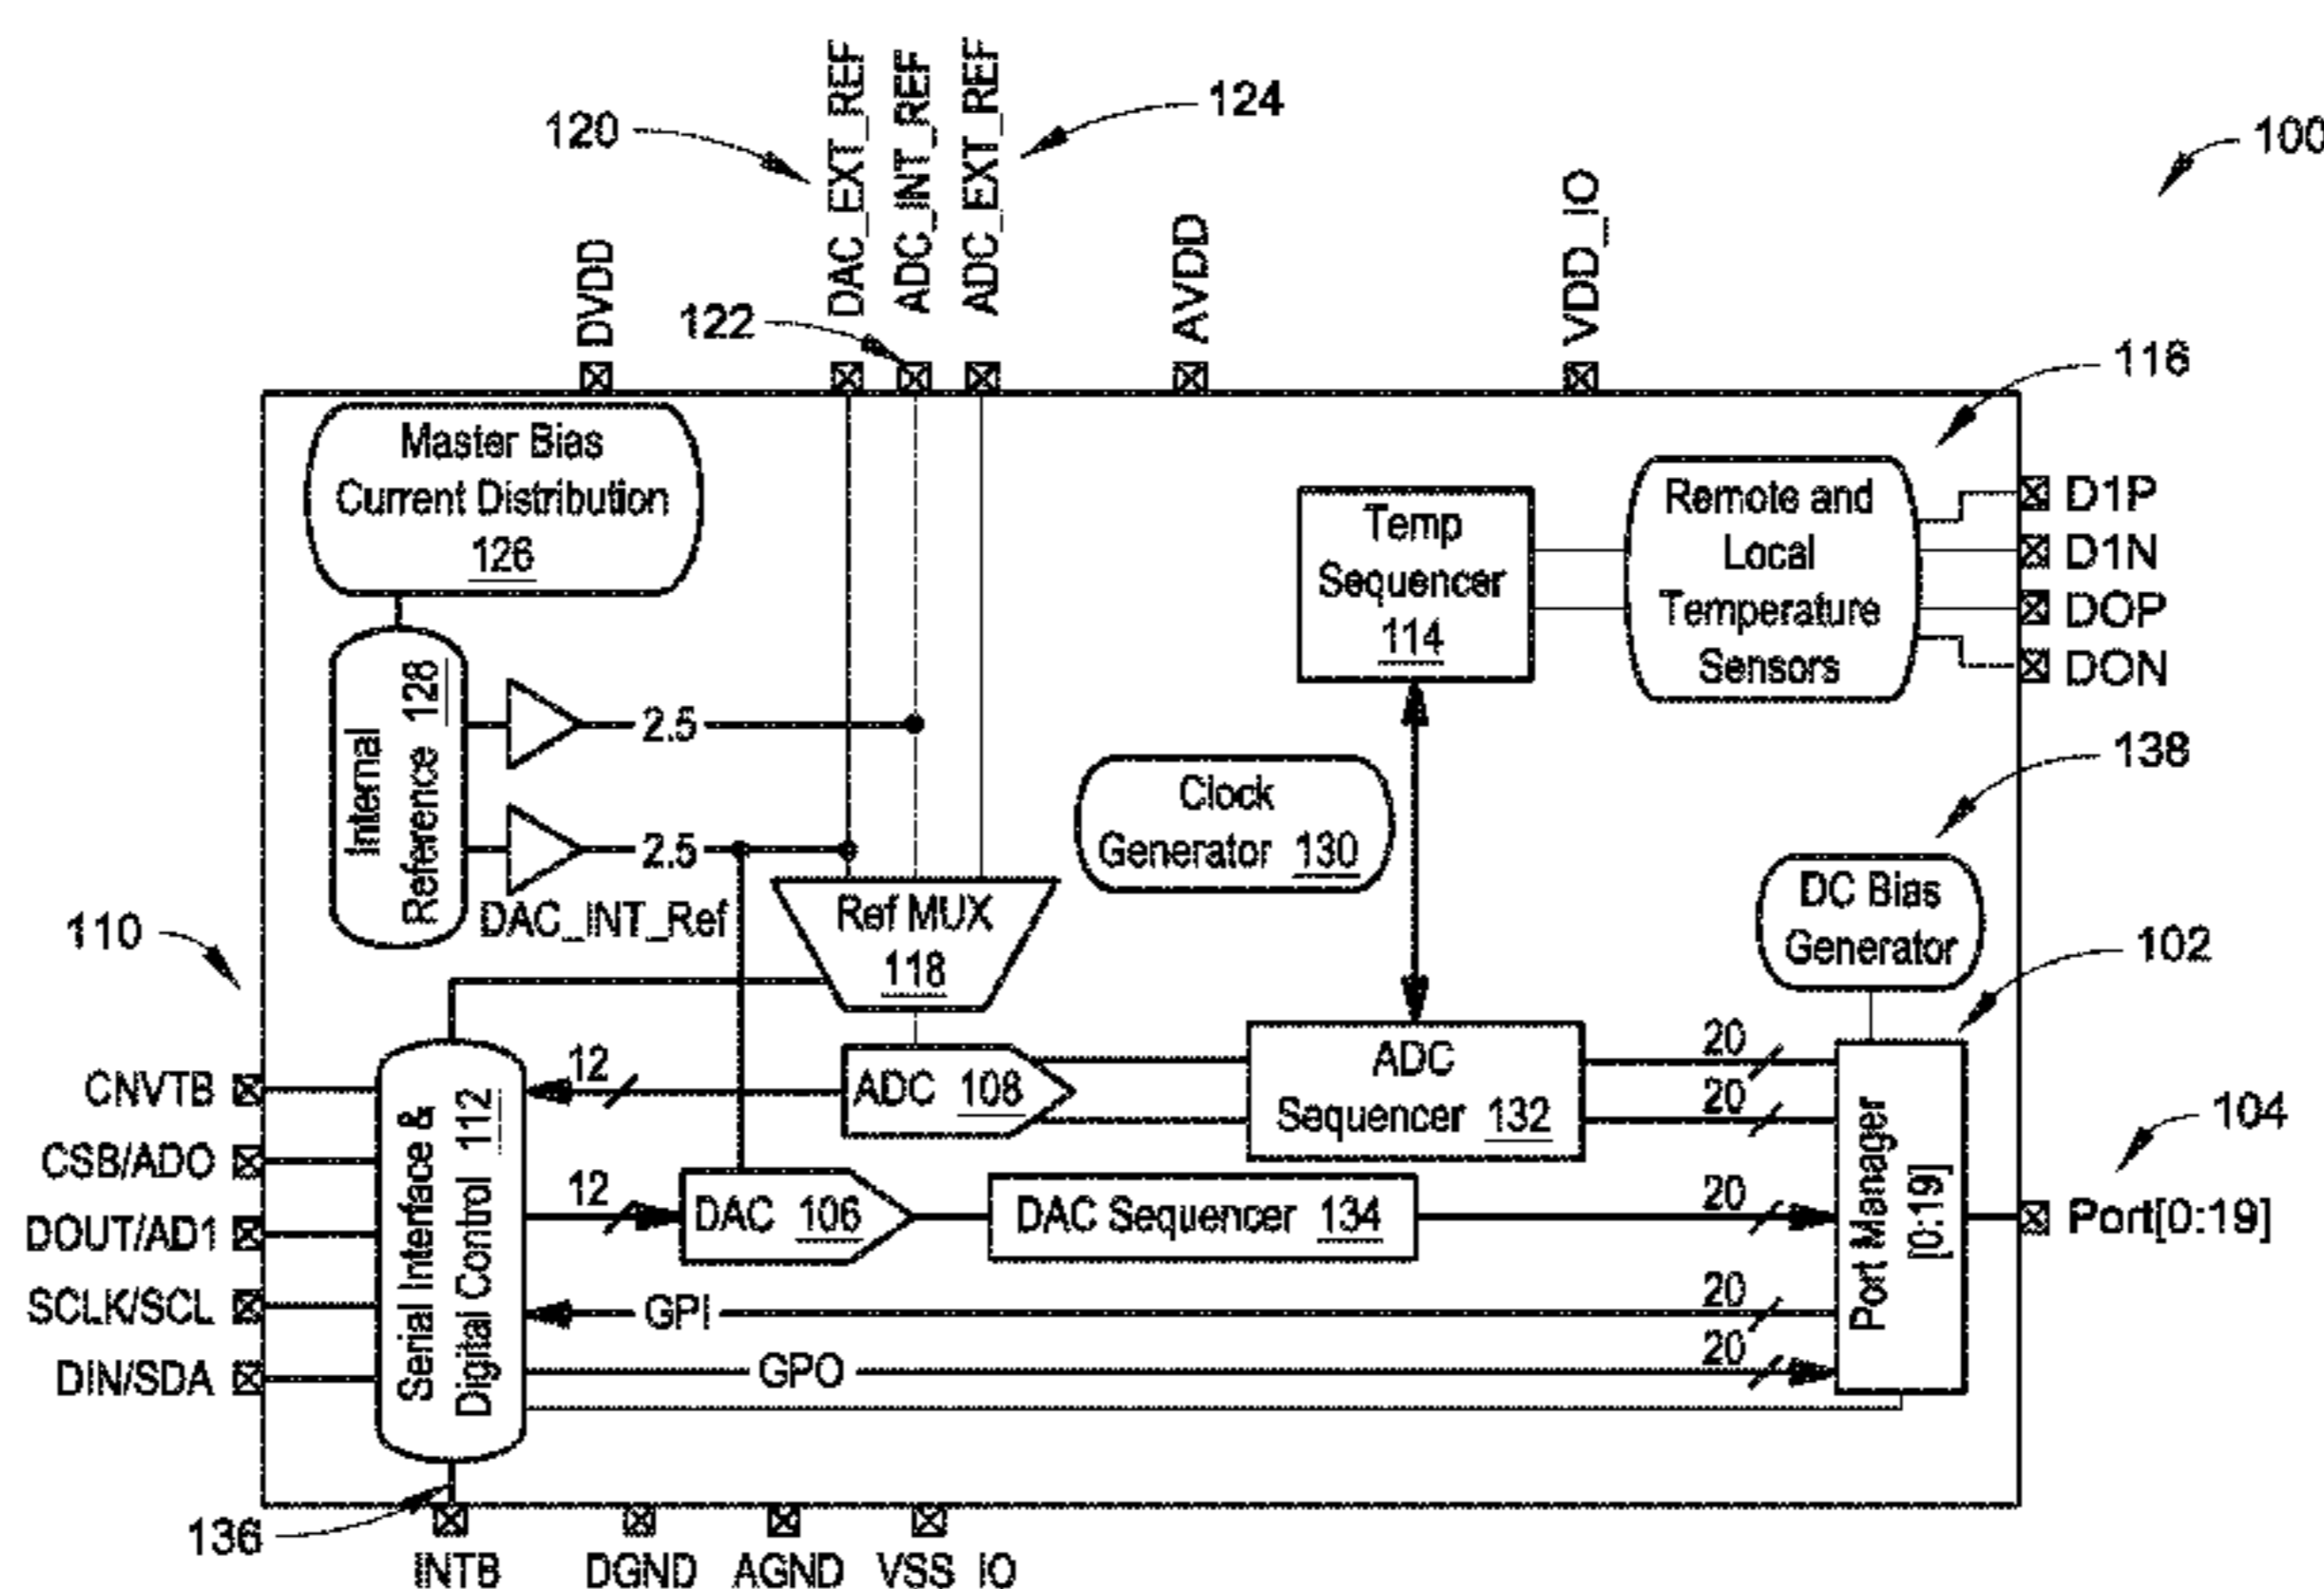 DAC_EXT_REF
ADC_INT_REF
ADC_EXT_REF
120
124
100
DVDD
122
AVDD
VDD_IO
116
Master Bias
Current Distribution
126
Temp
Sequencer
114
Remote and
Local
Temperature
Sensors
D1P
D1N
DOP
DON
Internal
Reference 128
2.5
2.5
DAC_INT_Ref
Clock
Generator 130
138
DC Bias
Generator
102
110
Ref MUX
118
CNVTB
CSB/ADO
DOUT/AD1
SCLK/SCL
DIN/SDA
Serial Interface &
Digital Control 112
12
ADC 108
ADC
Sequencer 132
20
20
12
DAC 106
DAC Sequencer 134
20
GPI
20
GPO
20
Port Manager
[0:19]
104
Port[0:19]
136
INTB
DGND
AGND
VSS_IO